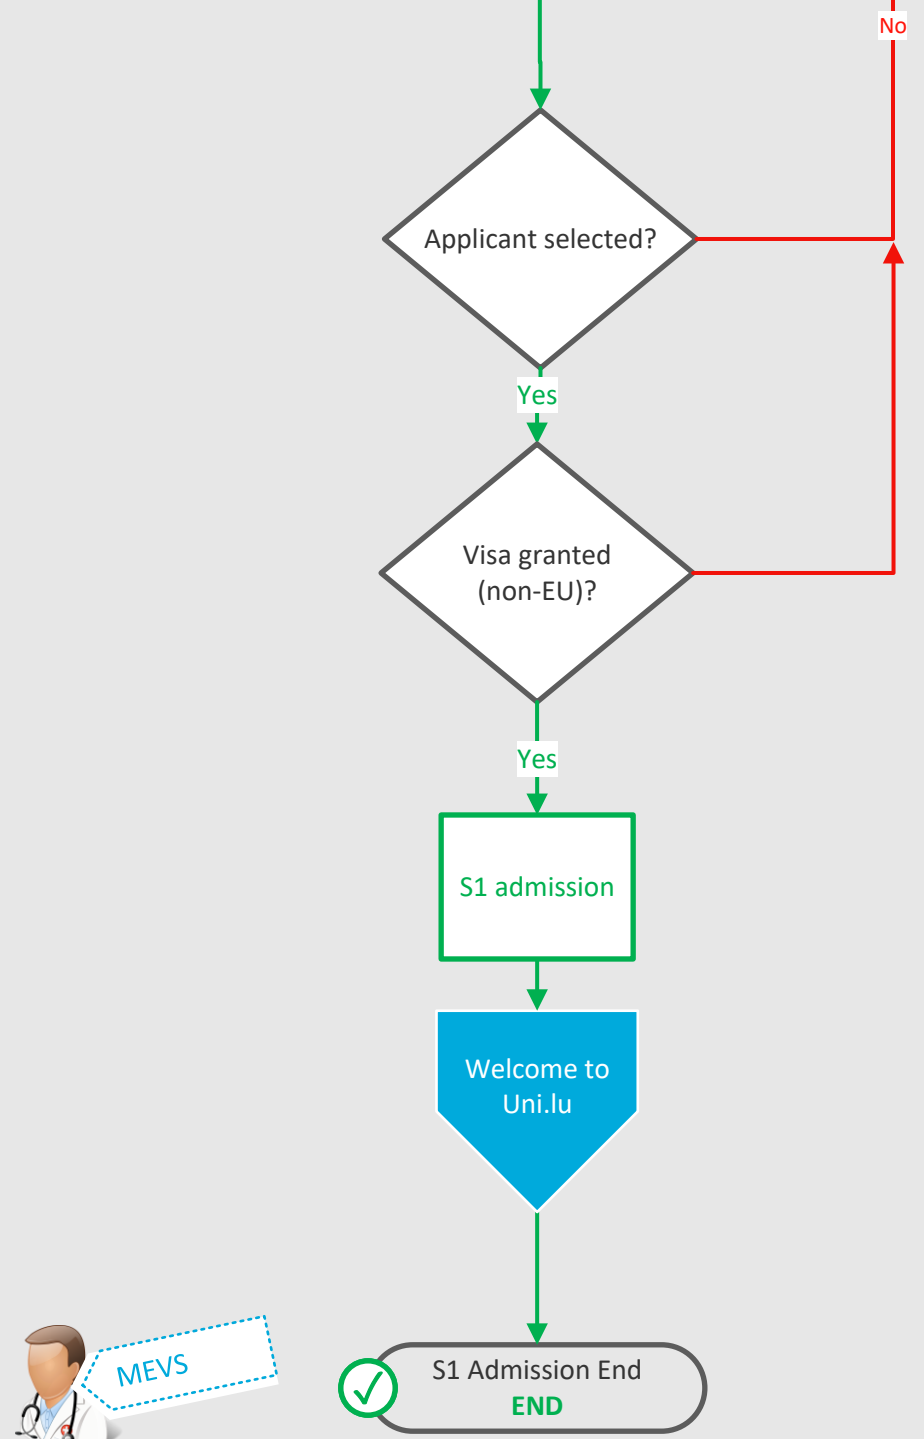 No
Applicant selected?
Yes
Visa granted
(non-EU)?
Yes
S1 admission
Welcome to
Uni.lu
MEVS
S1 Admission End
END